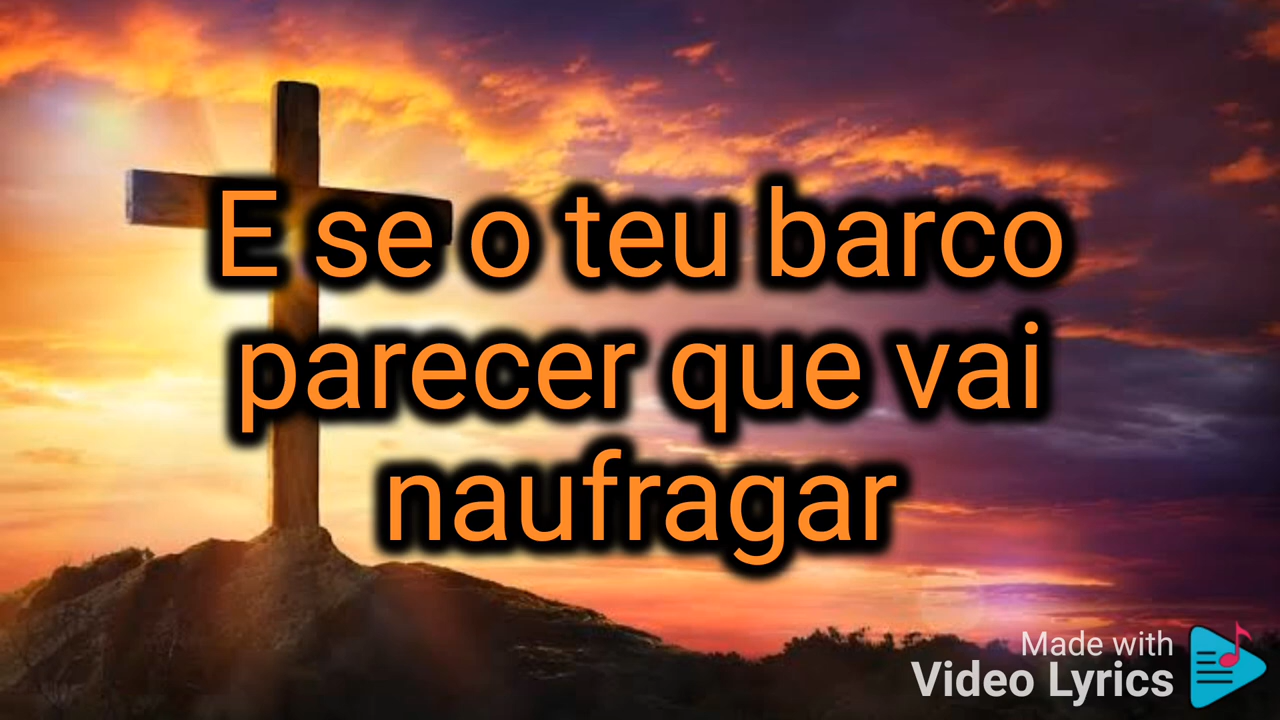 E se o teu barco
parecer que vai
naufragar
Made with
Video Lyrics